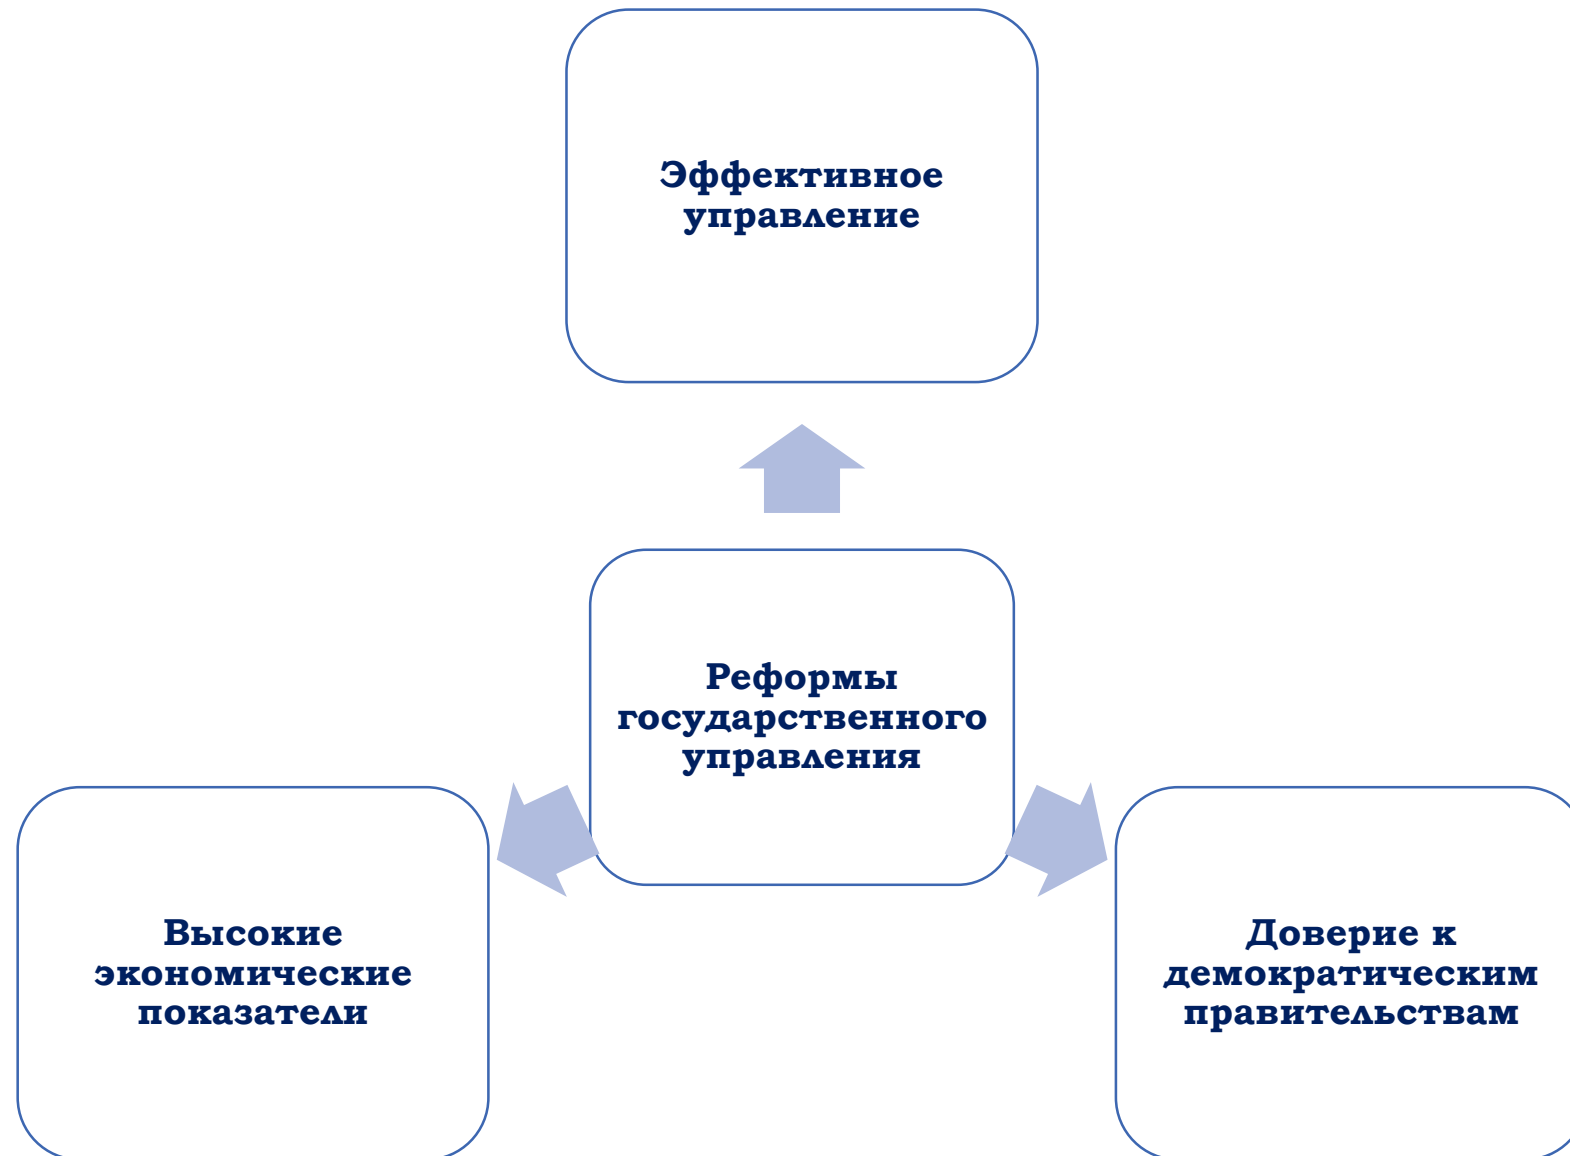 Эффективное
управление
Реформы
государственного
управления
Высокие
экономические
показатели
Доверие к
демократическим
правительствам